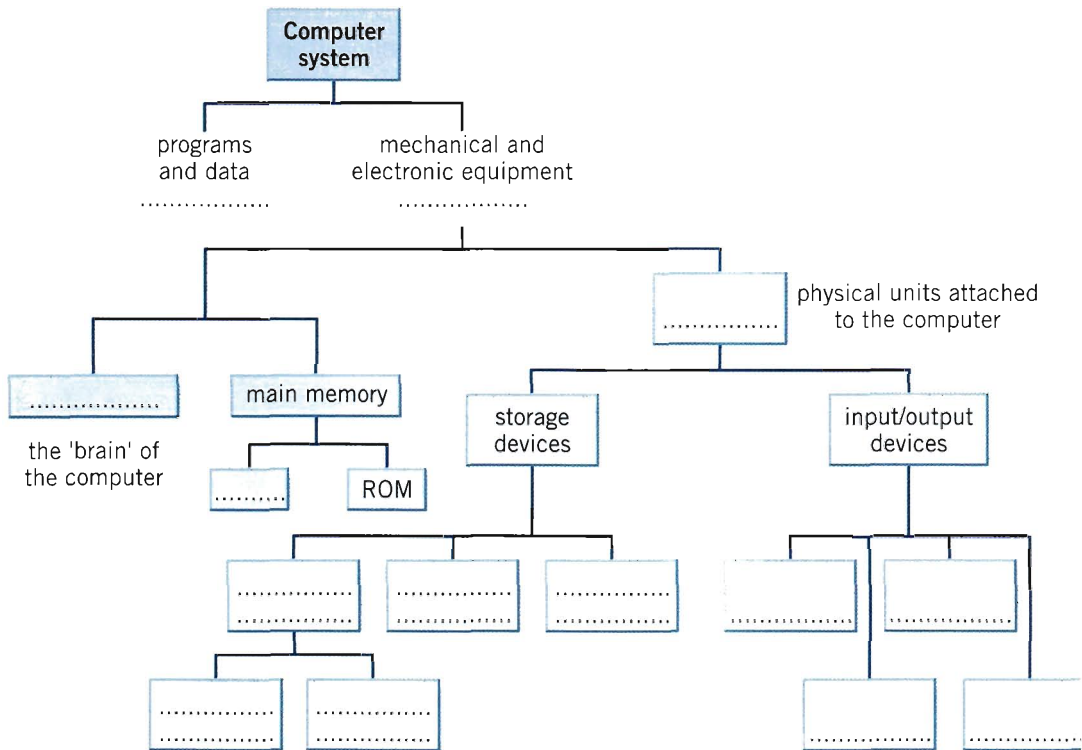 Computer
system
programs
and data
mechanical and
electronic equipment
physical units attached
to the computer
main memory
the 'brain' of
the computer
ROM
storage
devices
input/output
devices